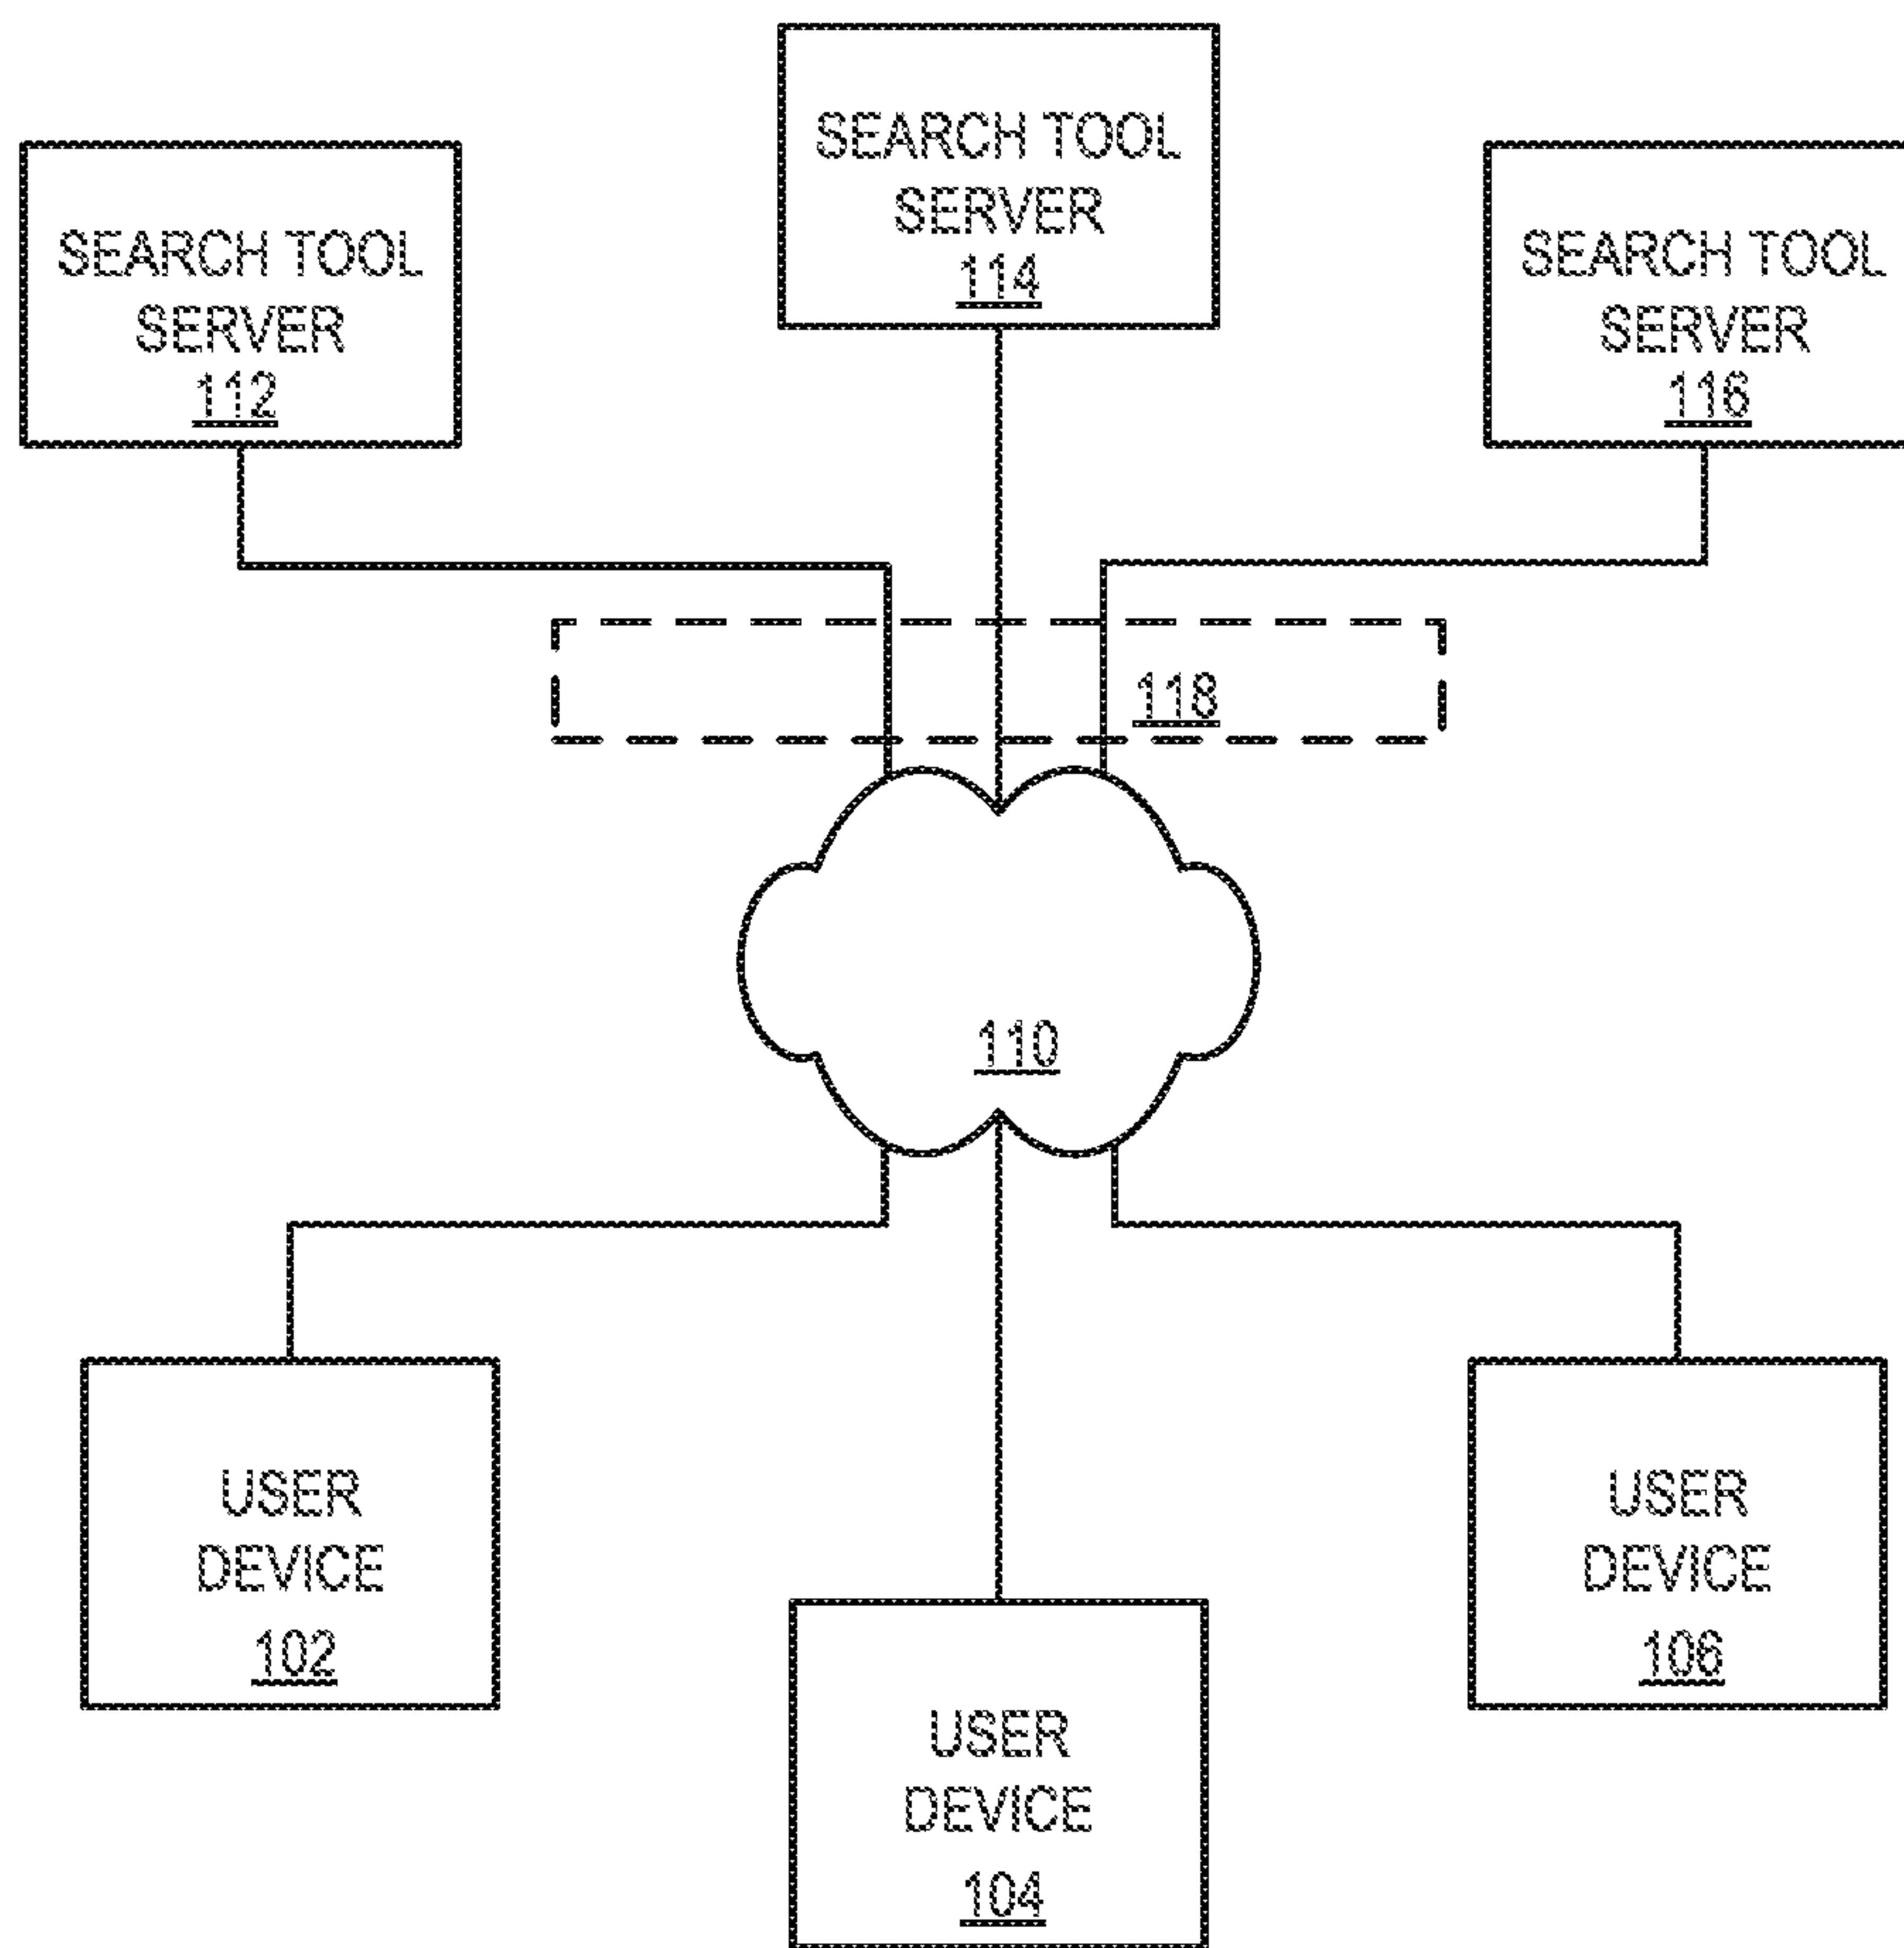 SEARCH TOOL
SERVER
114
SEARCH TOOL
SERVER
112
SEARCH TOOL
SERVER
116
118
110
USER
DEVICE
102
USER
DEVICE
106
USER
DEVICE
104